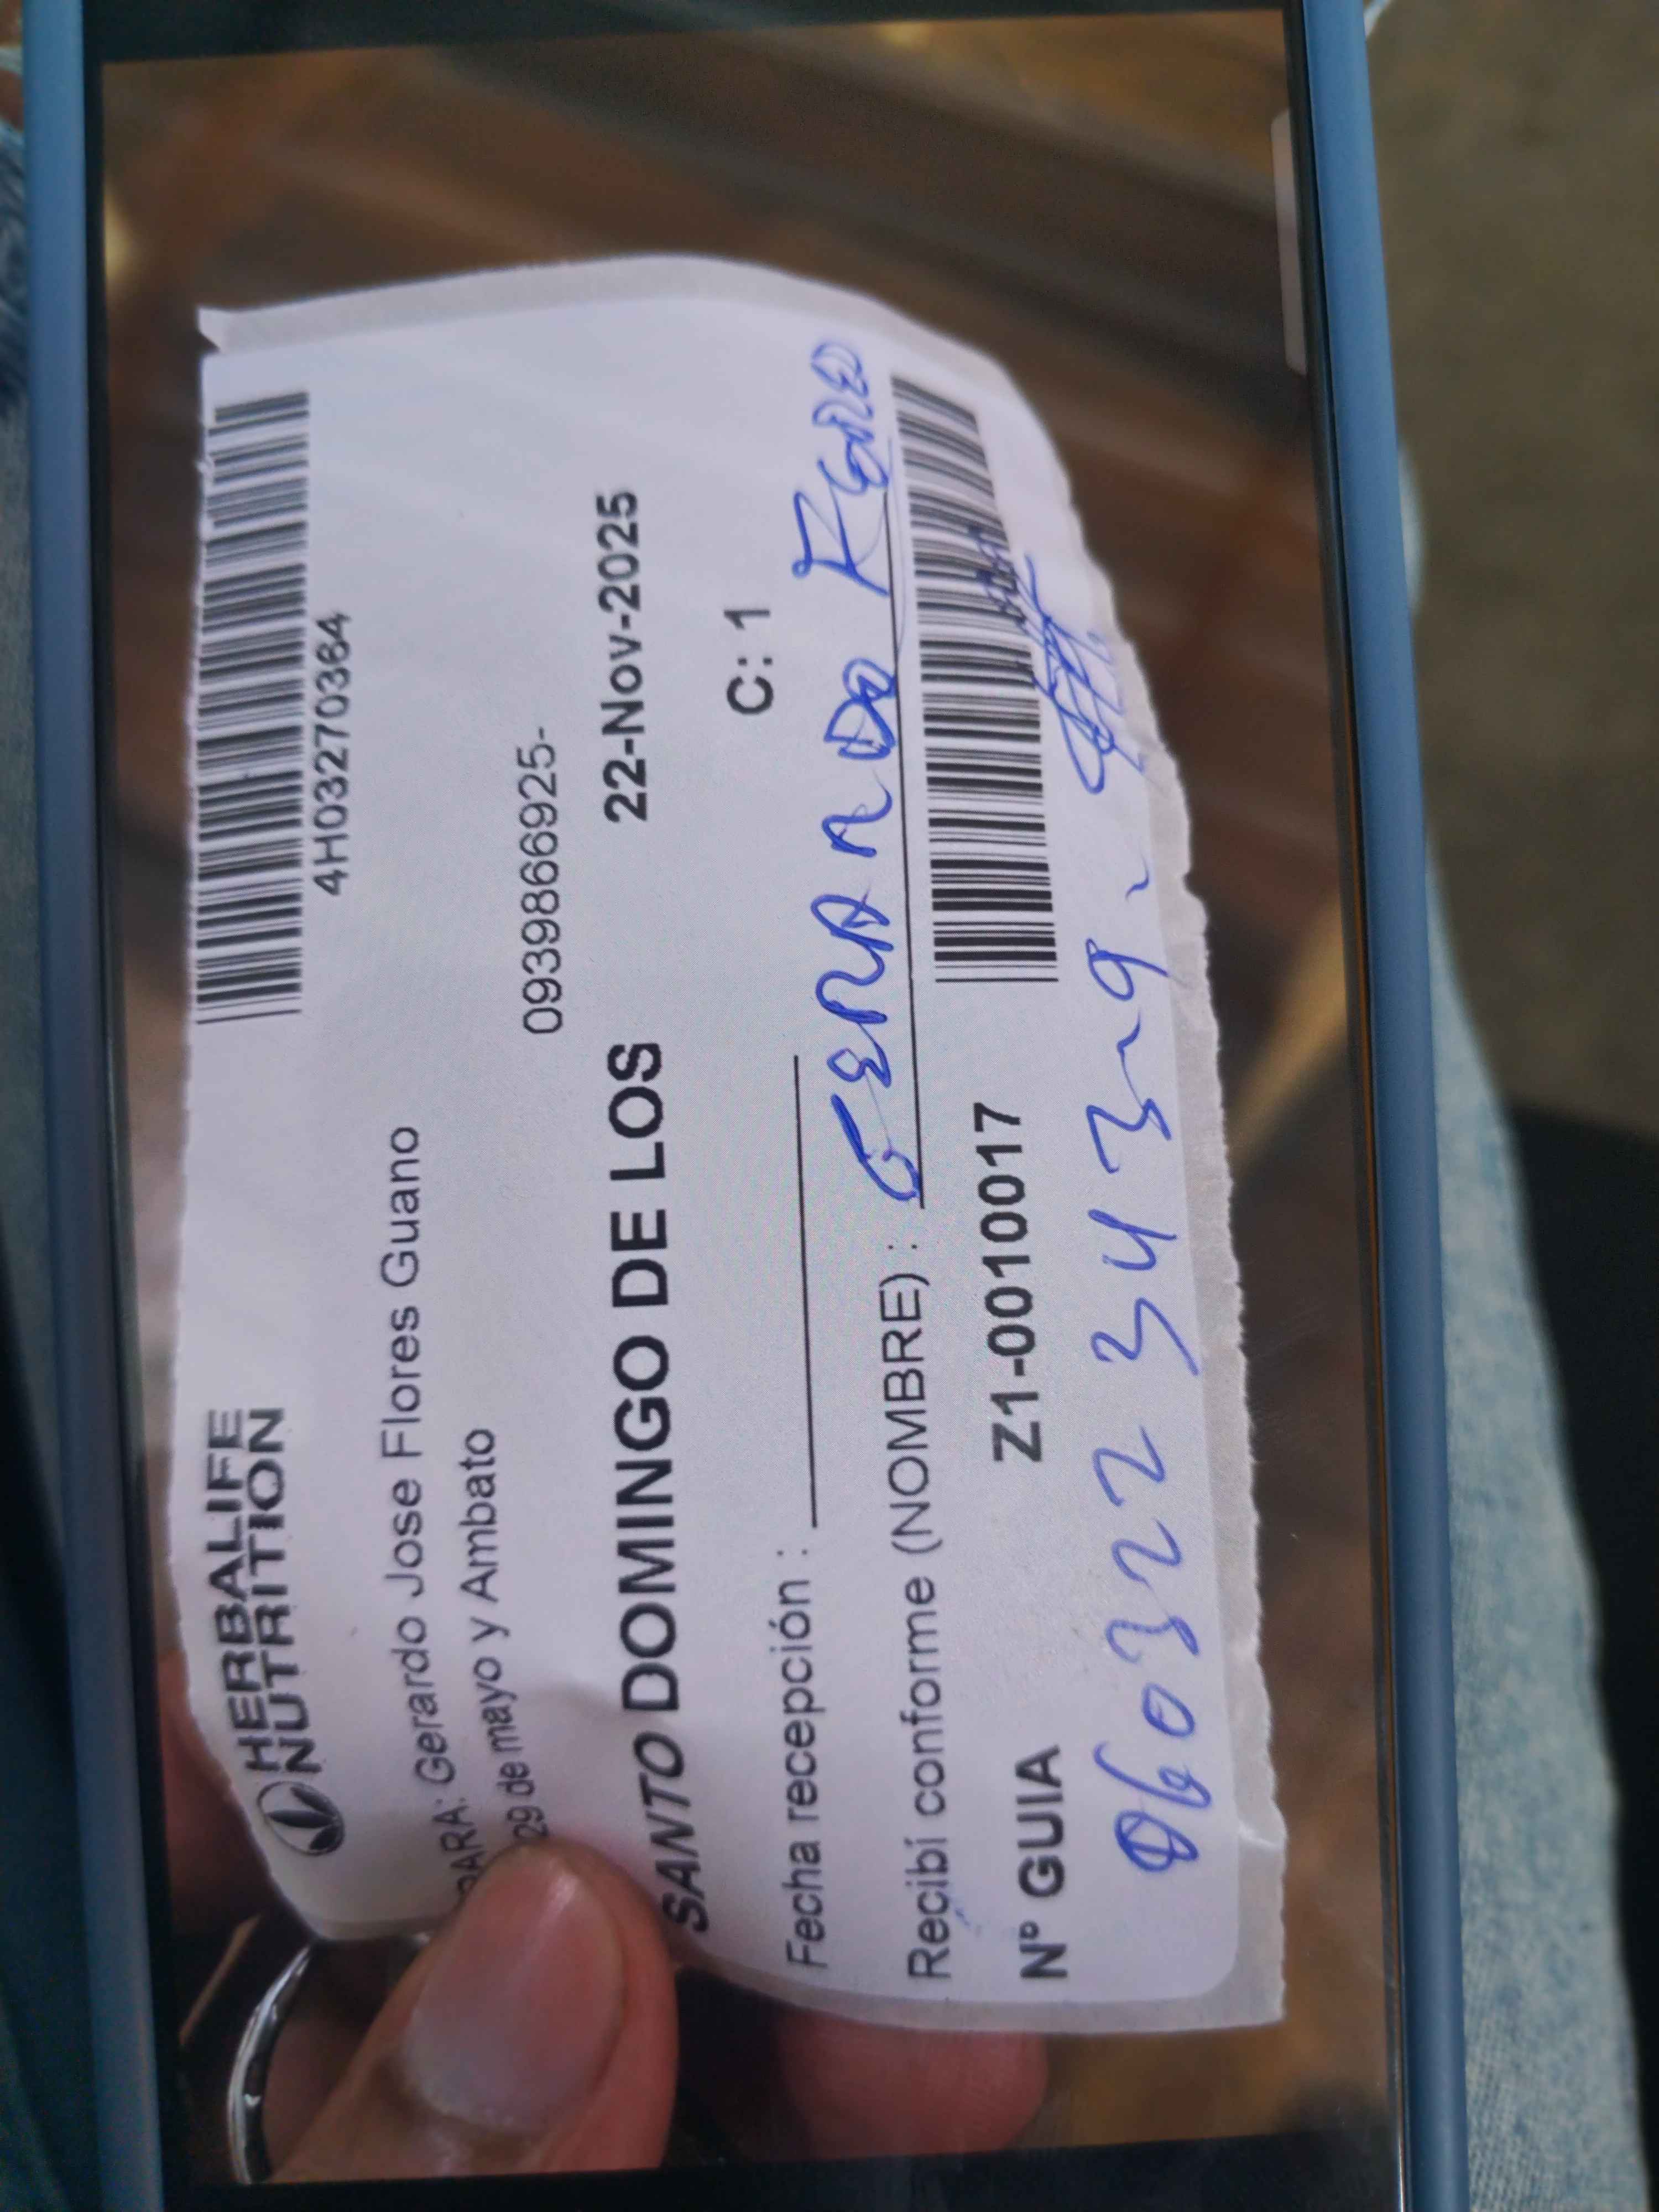 HERBALIFE
NUTRITION
4H03270364
PARA: Gerardo Jose Flores Guano
29 de mayo y Ambato
0939866925-
SANTO DOMINGO DE LOS 22-Nov-2025
C: 1
Fecha recepción :
Recibí conforme (NOMBRE) :
Nº GUIA Z1-0010017